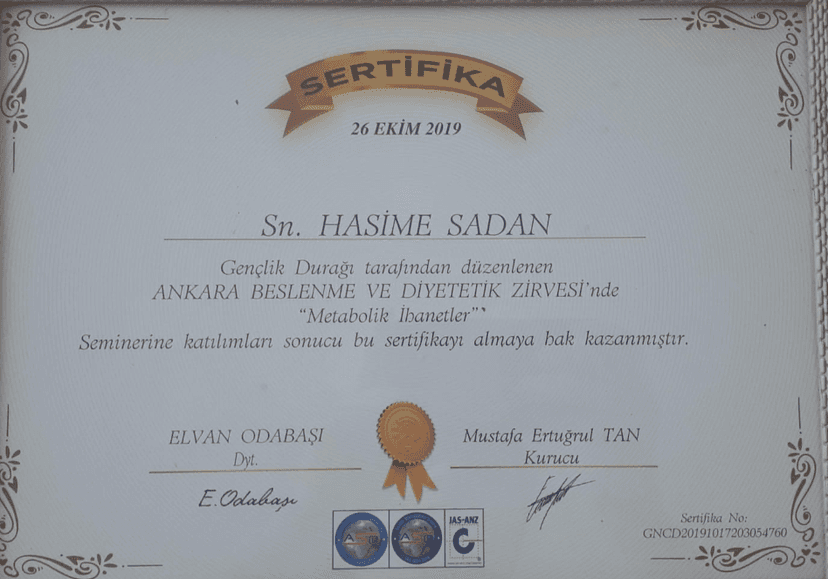 SERTİFİKA
26 EKİM 2019
Sn. HASİME SADAN
Gençlik Durağı tarafından düzenlenen
ANKARA BESLENME VE DİYETETİK ZİRVESİ'nde
“Metabolik İhanetler”
Seminerine katılımları sonucu bu sertifikayı almaya hak kazanmıştır.
ELVAN ODABAŞI
Dyt.
E.Odabaşı
Mustafa Ertuğrul TAN
Kurucu
JAS-ANZ
Sertifika No:
GNCD20191017203054760